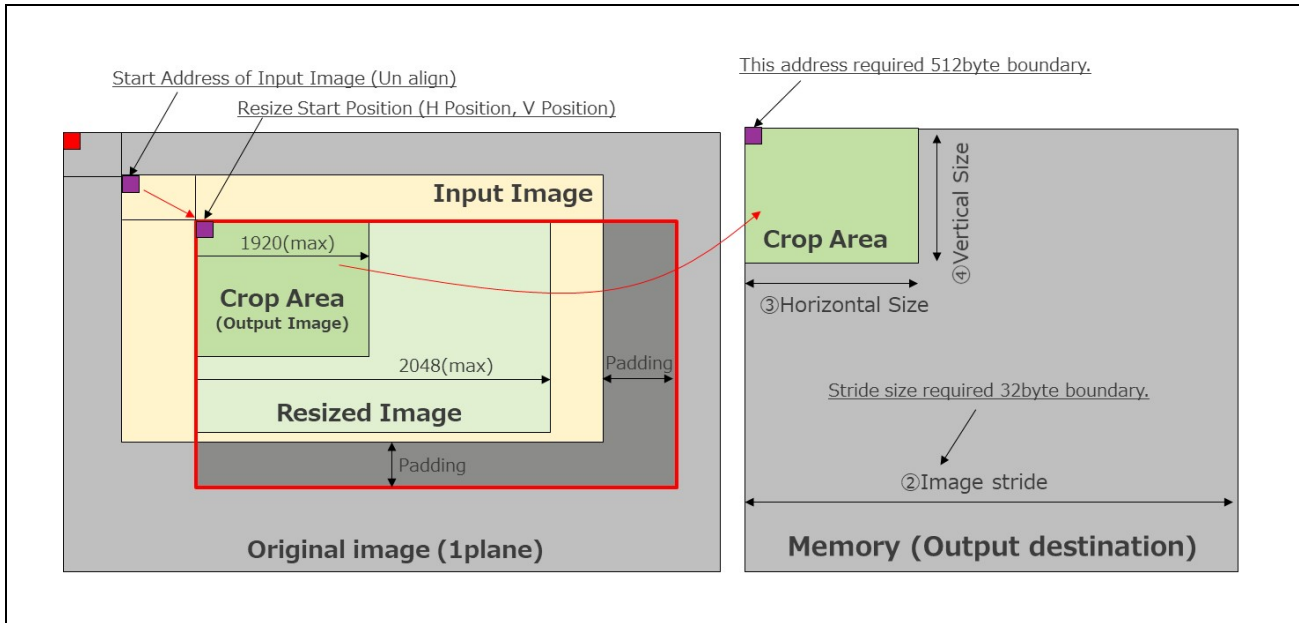 Start Address of Input Image (Un align)
Resize Start Position (H Position, V Position)
Input Image
1920(max)
Crop Area
(Output Image)
2048(max)
Padding
Resized Image
Padding
Original image (1plane)
This address required 512byte boundary.
Crop Area
④Vertical Size
③Horizontal Size
Stride size required 32byte boundary.
②Image stride
Memory (Output destination)